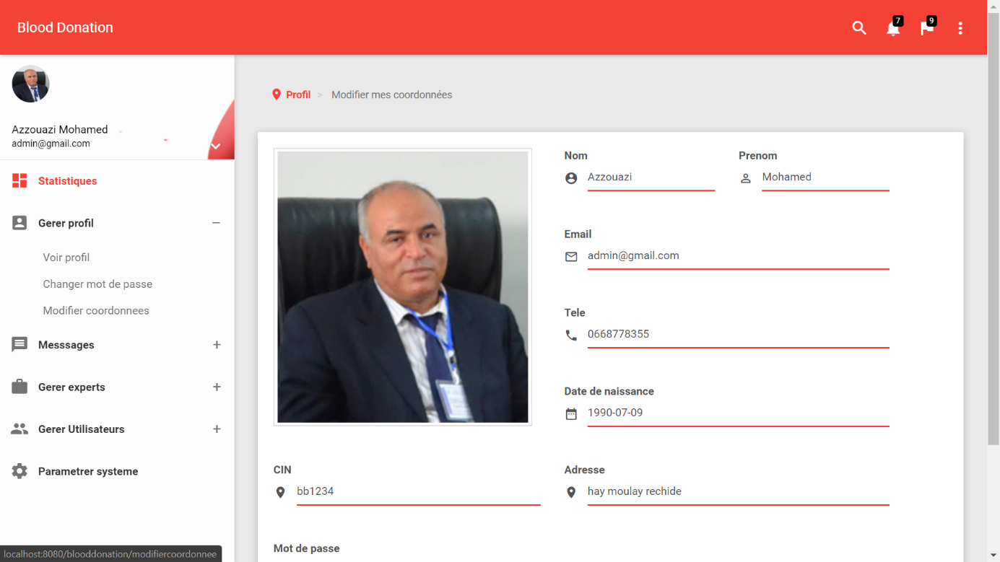 Blood Donation
7
9
Azzouazi Mohamed
admin@gmail.com
Statistiques
Gerer profil
Voir profil
Changer mot de passe
Modifier coordonnees
Messsages
Gerer experts
Gerer Utilisateurs
Parametrer systeme
localhost:8080/blooddonation/modifiercoordonnee
Profil > Modifier mes coordonnées
Nom
Azzouazi
Prenom
Mohamed
Email
admin@gmail.com
Tele
0668778355
Date de naissance
1990-07-09
CIN
bb1234
Adresse
hay moulay rechide
Mot de passe